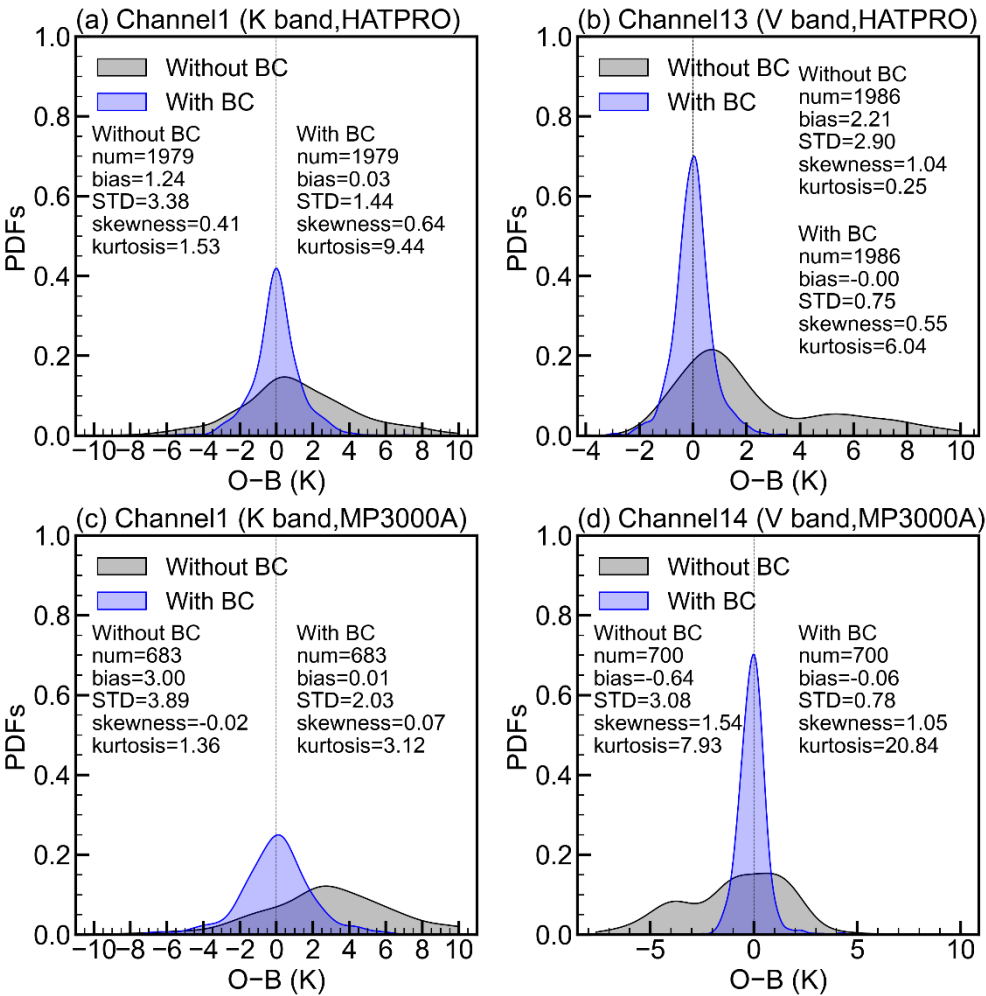 (a) Channel1 (K band,HATPRO)
Without BC
With BC
Without BC
num=1979
bias=1.24
STD=3.38
skewness=0.41
kurtosis=1.53
With BC
num=1979
bias=0.03
STD=1.44
skewness=0.64
kurtosis=9.44
PDFs
1.0
0.8
0.6
0.4
0.2
0.0
−10 −8 −6 −4 −2 0 2 4 6 8 10
O−B (K)
(b) Channel13 (V band,HATPRO)
Without BC
With BC
Without BC
num=1986
bias=2.21
STD=2.90
skewness=1.04
kurtosis=0.25
With BC
num=1986
bias=-0.00
STD=0.75
skewness=0.55
kurtosis=6.04
PDFs
1.0
0.8
0.6
0.4
0.2
0.0
−4 −2 0 2 4 6 8 10
O−B (K)
(c) Channel1 (K band,MP3000A)
Without BC
With BC
Without BC
num=683
bias=3.00
STD=3.89
skewness=-0.02
kurtosis=1.36
With BC
num=683
bias=0.01
STD=2.03
skewness=0.07
kurtosis=3.12
PDFs
1.0
0.8
0.6
0.4
0.2
0.0
−10 −8 −6 −4 −2 0 2 4 6 8 10
O−B (K)
(d) Channel14 (V band,MP3000A)
Without BC
With BC
Without BC
num=700
bias=-0.64
STD=3.08
skewness=1.54
kurtosis=7.93
With BC
num=700
bias=-0.06
STD=0.78
skewness=1.05
kurtosis=20.84
PDFs
1.0
0.8
0.6
0.4
0.2
0.0
−5 0 5 10
O−B (K)